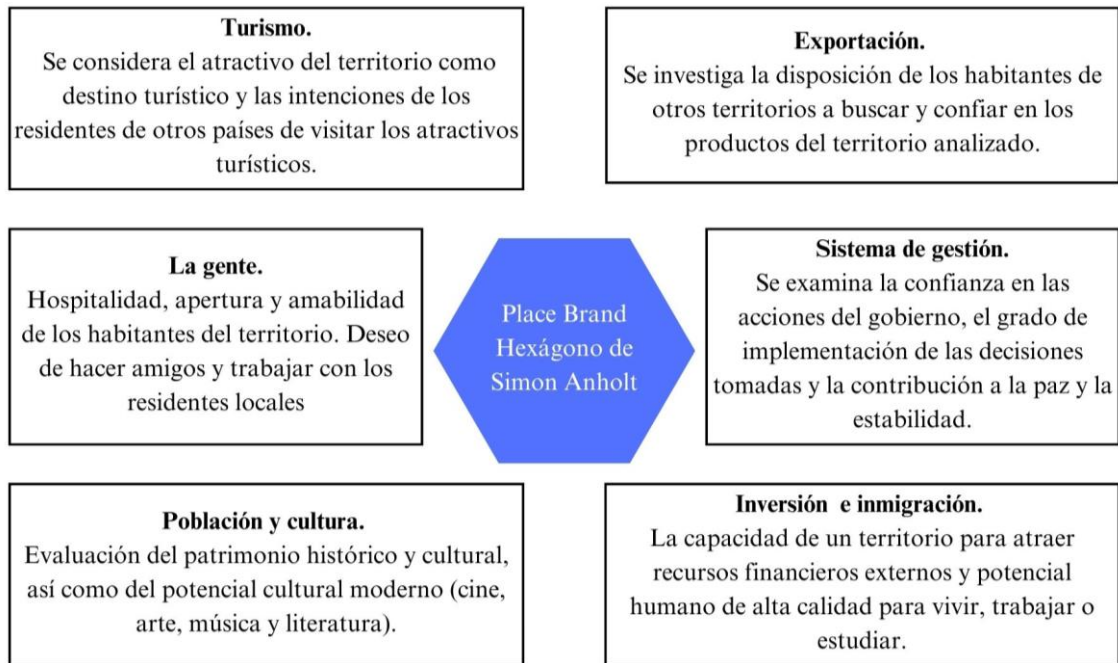 Turismo.
Se considera el atractivo del territorio como
destino turístico y las intenciones de los
residentes de otros países de visitar los atractivos
turísticos.
Exportación.
Se investiga la disposición de los habitantes de
otros territorios a buscar y confiar en los
productos del territorio analizado.
La gente.
Hospitalidad, apertura y amabilidad
de los habitantes del territorio. Deseo
de hacer amigos y trabajar con los
residentes locales
Place Brand
Hexágono de
Simon Anholt
Sistema de gestión.
Se examina la confianza en las
acciones del gobierno, el grado de
implementación de las decisiones
tomadas y la contribución a la paz y la
estabilidad.
Población y cultura.
Evaluación del patrimonio histórico y cultural,
así como del potencial cultural moderno (cine,
arte, música y literatura).
Inversión e inmigración.
La capacidad de un territorio para atraer
recursos financieros externos y potencial
humano de alta calidad para vivir, trabajar o
estudiar.